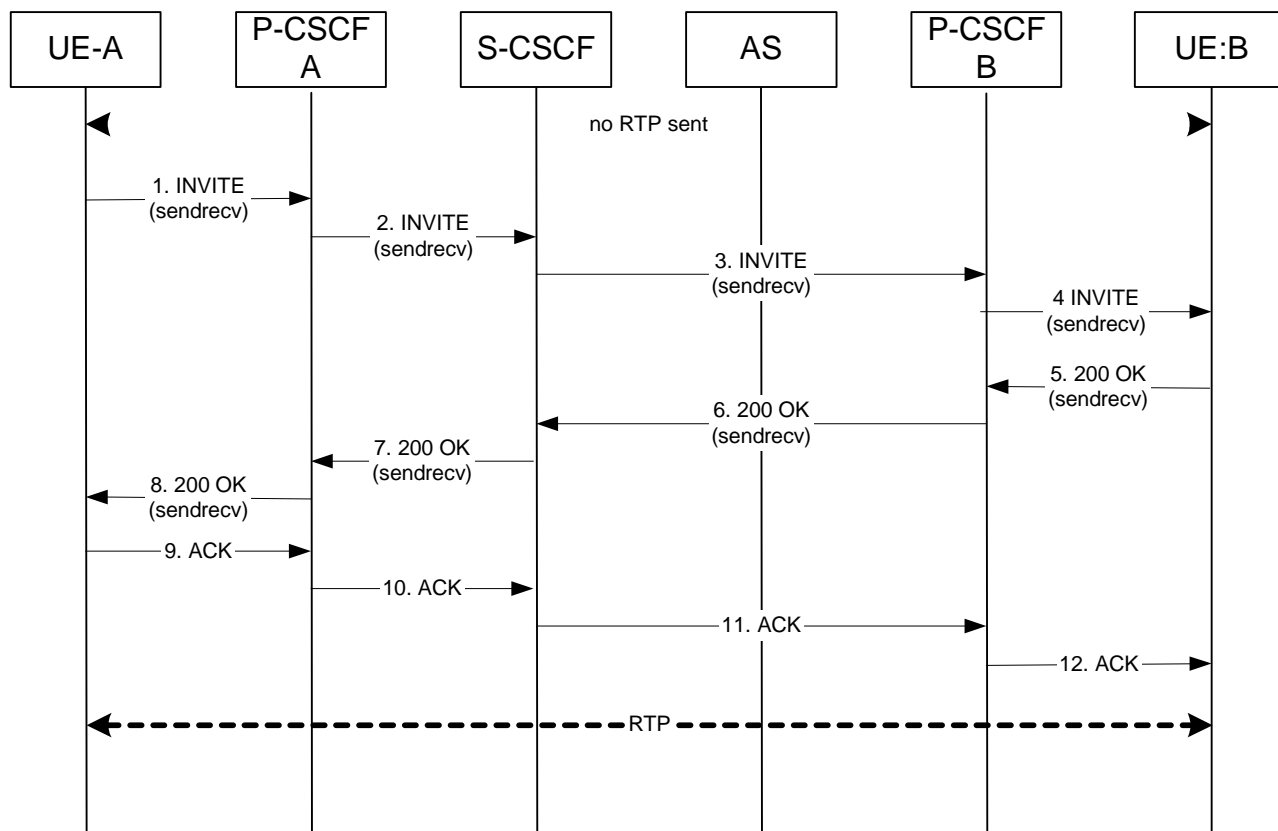 UE-A
P-CSCF
A
S-CSCF
AS
P-CSCF
B
UE:B
no RTP sent
1. INVITE
(sendrecv)
2. INVITE
(sendrecv)
3. INVITE
(sendrecv)
4 INVITE
(sendrecv)
5. 200 OK
(sendrecv)
6. 200 OK
(sendrecv)
7. 200 OK
(sendrecv)
8. 200 OK
(sendrecv)
9. ACK
10. ACK
11. ACK
12. ACK
RTP